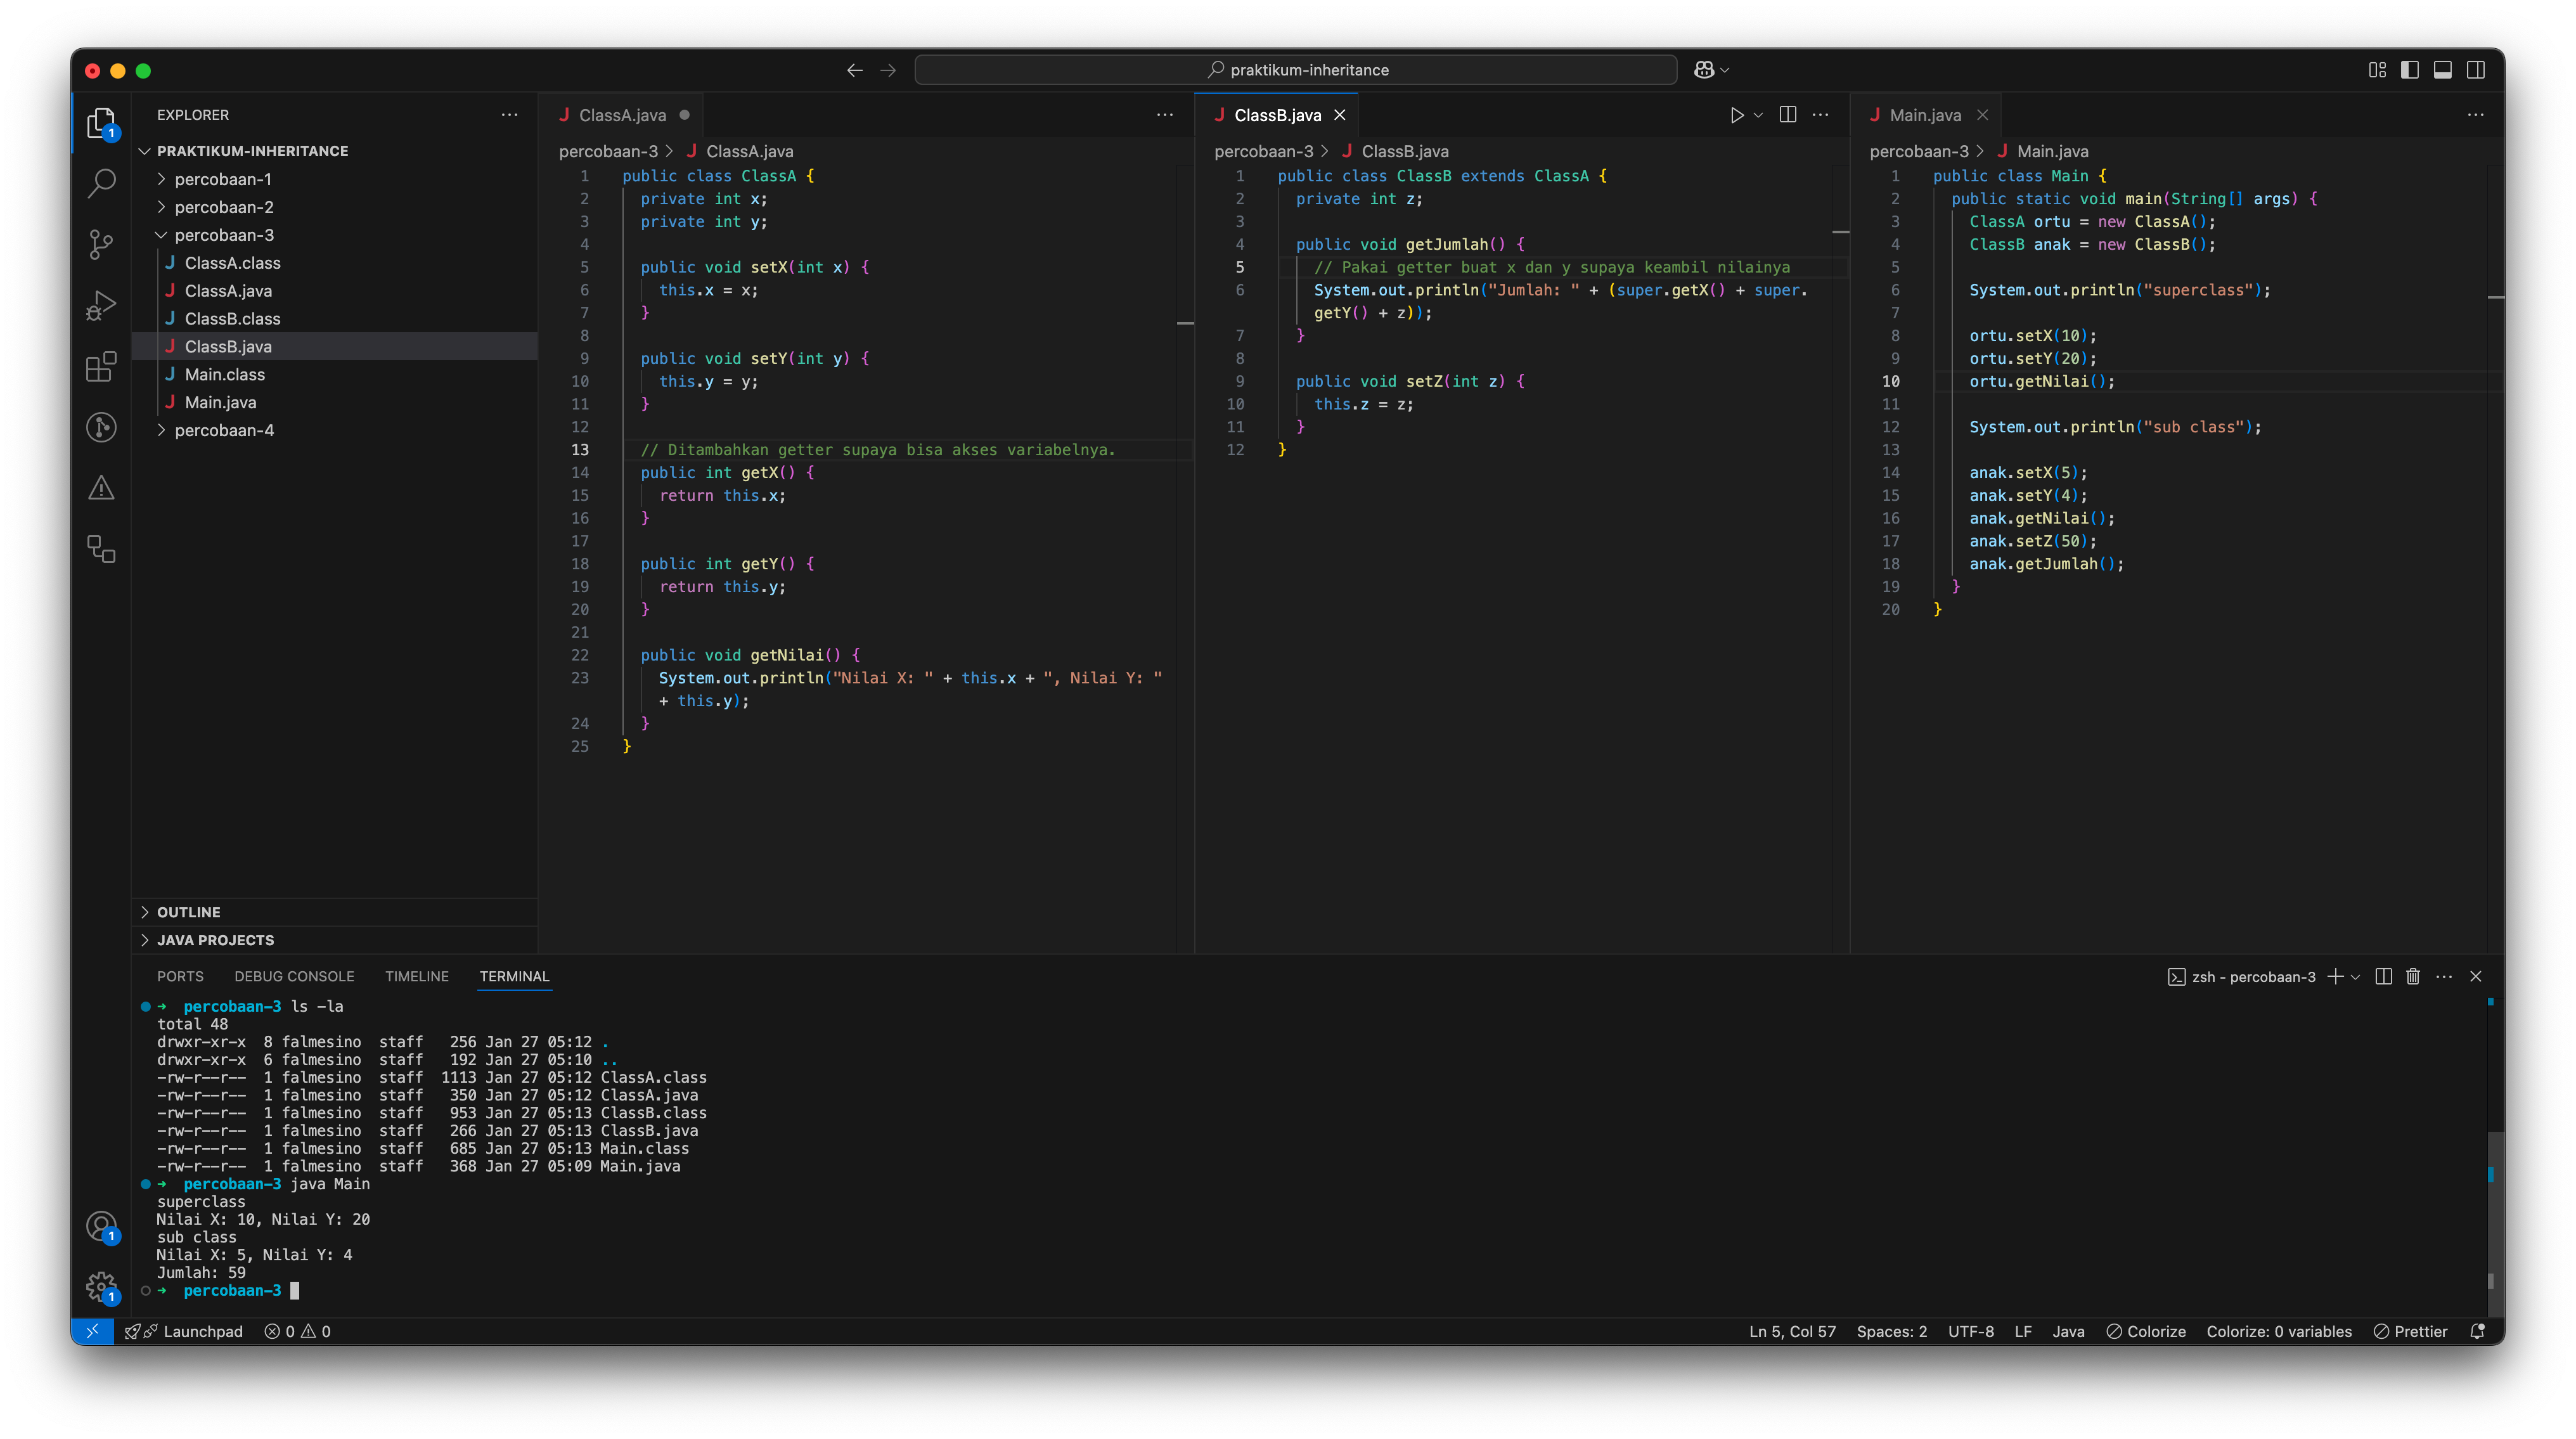 praktikum-inheritance
EXPLORER
PRAKTIKUM-INHERITANCE
percobaan-1
percobaan-2
percobaan-3
ClassA.class
ClassA.java
ClassB.class
ClassB.java
Main.class
Main.java
percobaan-4
OUTLINE
JAVA PROJECTS
1
1
1
ClassA.java
percobaan-3 > ClassA.java
1 public class ClassA {
2 private int x;
3 private int y;
4
5 public void setX(int x) {
6 this.x = x;
7 }
8
9 public void setY(int y) {
10 this.y = y;
11 }
12
13 // Ditambahkan getter supaya bisa akses variabelnya.
14 public int getX() {
15 return this.x;
16 }
17
18 public int getY() {
19 return this.y;
20 }
21
22 public void getNilai() {
23 System.out.println("Nilai X: " + this.x + ", Nilai Y: "
+ this.y);
24 }
25 }
ClassB.java
percobaan-3 > ClassB.java
1 public class ClassB extends ClassA {
2 private int z;
3
4 public void getJumlah() {
5 // Pakai getter buat x dan y supaya keambil nilainya
6 System.out.println("Jumlah: " + (super.getX() + super.
getY() + z));
7 }
8
9 public void setZ(int z) {
10 this.z = z;
11 }
12 }
Main.java
percobaan-3 > Main.java
1 public class Main {
2 public static void main(String[] args) {
3 ClassA ortu = new ClassA();
4 ClassB anak = new ClassB();
5
6 System.out.println("superclass");
7
8 ortu.setX(10);
9 ortu.setY(20);
10 ortu.getNilai();
11
12 System.out.println("sub class");
13
14 anak.setX(5);
15 anak.setY(4);
16 anak.getNilai();
17 anak.setZ(50);
18 anak.getJumlah();
19 }
20 }
PORTS DEBUG CONSOLE TIMELINE TERMINAL
zsh - percobaan-3
➜ percobaan-3 ls -la
total 48
drwxr-xr-x 8 falmesino staff 256 Jan 27 05:12 .
drwxr-xr-x 6 falmesino staff 192 Jan 27 05:10 ..
-rw-r--r-- 1 falmesino staff 1113 Jan 27 05:12 ClassA.class
-rw-r--r-- 1 falmesino staff 350 Jan 27 05:12 ClassA.java
-rw-r--r-- 1 falmesino staff 953 Jan 27 05:13 ClassB.class
-rw-r--r-- 1 falmesino staff 266 Jan 27 05:13 ClassB.java
-rw-r--r-- 1 falmesino staff 685 Jan 27 05:13 Main.class
-rw-r--r-- 1 falmesino staff 368 Jan 27 05:09 Main.java
➜ percobaan-3 java Main
superclass
Nilai X: 10, Nilai Y: 20
sub class
Nilai X: 5, Nilai Y: 4
Jumlah: 59
➜ percobaan-3
Launchpad 0 0 Ln 5, Col 57 Spaces: 2 UTF-8 LF Java Colorize Colorize: 0 variables Prettier